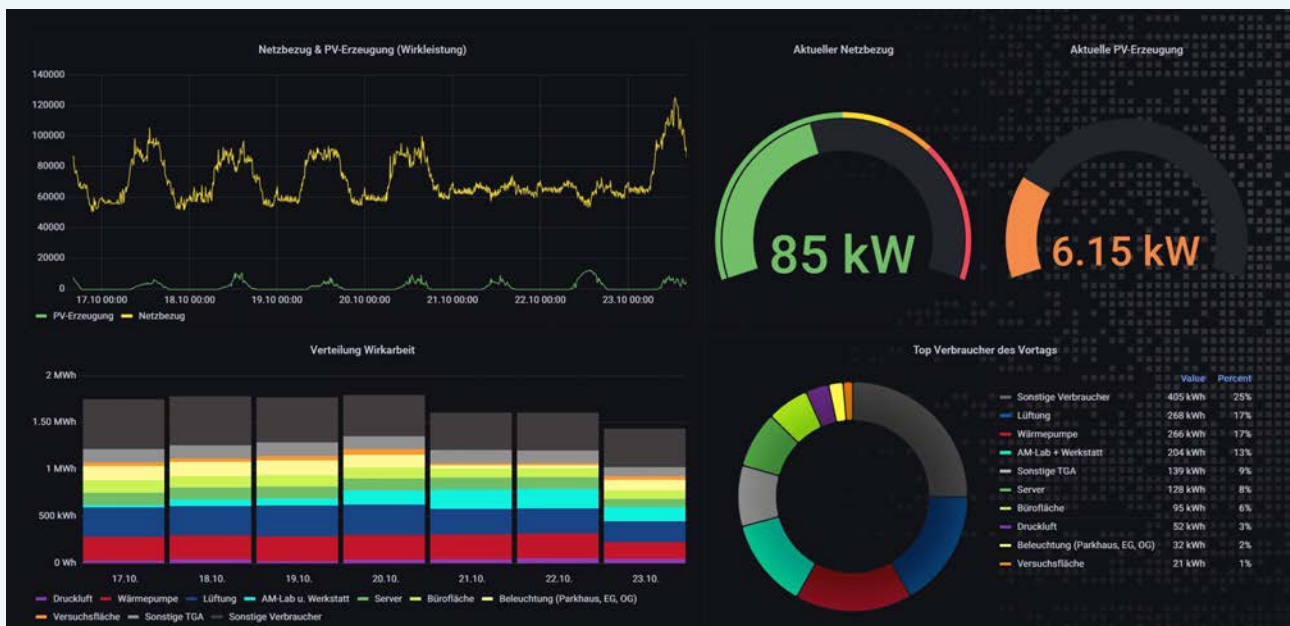 Netzbezug & PV-Erzeugung (Wirkleistung)
140000
120000
100000
80000
60000
40000
20000
0
17.10 00:00 18.10 00:00 19.10 00:00 20.10 00:00 21.10 00:00 22.10 00:00 23.10 00:00
PV-Erzeugung Netzbezug
Aktueller Netzbezug
85 kW
Aktuelle PV-Erzeugung
6.15 kW
Verteilung Wirkarbeit
2 MWh
1.50 MWh
1 MWh
500 kWh
0 Wh
17.10. 18.10. 19.10. 20.10. 21.10. 22.10. 23.10.
Druckluft Wärmepumpe Lüftung AM-Lab u. Werkstatt Server Bürofläche Beleuchtung (Parkhaus, EG, OG)
Versuchsfläche Sonstige TGA Sonstige Verbraucher
Top Verbraucher des Vortags
Value Percent
Sonstige Verbraucher 405 kWh 25%
Lüftung 268 kWh 17%
Wärmepumpe 266 kWh 17%
AM-Lab + Werkstatt 204 kWh 13%
Sonstige TGA 139 kWh 9%
Server 128 kWh 8%
Bürofläche 95 kWh 6%
Druckluft 52 kWh 3%
Beleuchtung (Parkhaus, EG, OG) 32 kWh 2%
Versuchsfläche 21 kWh 1%